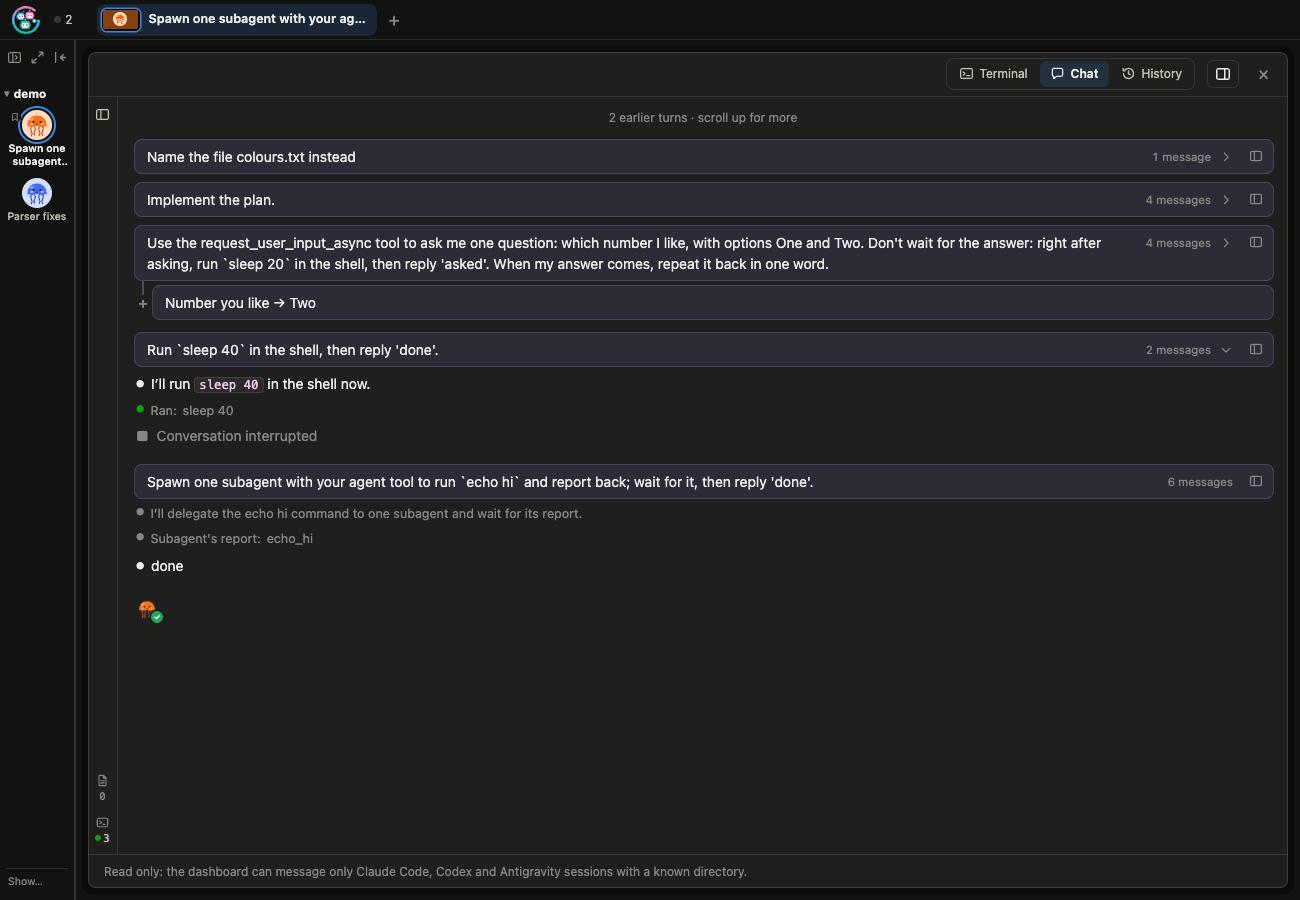 2
Spawn one subagent with your ag...
Terminal
Chat
History
demo
Spawn one
subagent..
Parser fixes
2 earlier turns · scroll up for more
Name the file colours.txt instead
1 message
Implement the plan.
4 messages
Use the request_user_input_async tool to ask me one question: which number I like, with options One and Two. Don't wait for the answer: right after
asking, run `sleep 20` in the shell, then reply 'asked'. When my answer comes, repeat it back in one word.
4 messages
Number you like → Two
Run `sleep 40` in the shell, then reply 'done'.
2 messages
I'll run sleep 40 in the shell now.
Ran: sleep 40
Conversation interrupted
Spawn one subagent with your agent tool to run `echo hi` and report back; wait for it, then reply 'done'.
6 messages
I'll delegate the echo hi command to one subagent and wait for its report.
Subagent's report: echo_hi
done
0
3
Show...
Read only: the dashboard can message only Claude Code, Codex and Antigravity sessions with a known directory.